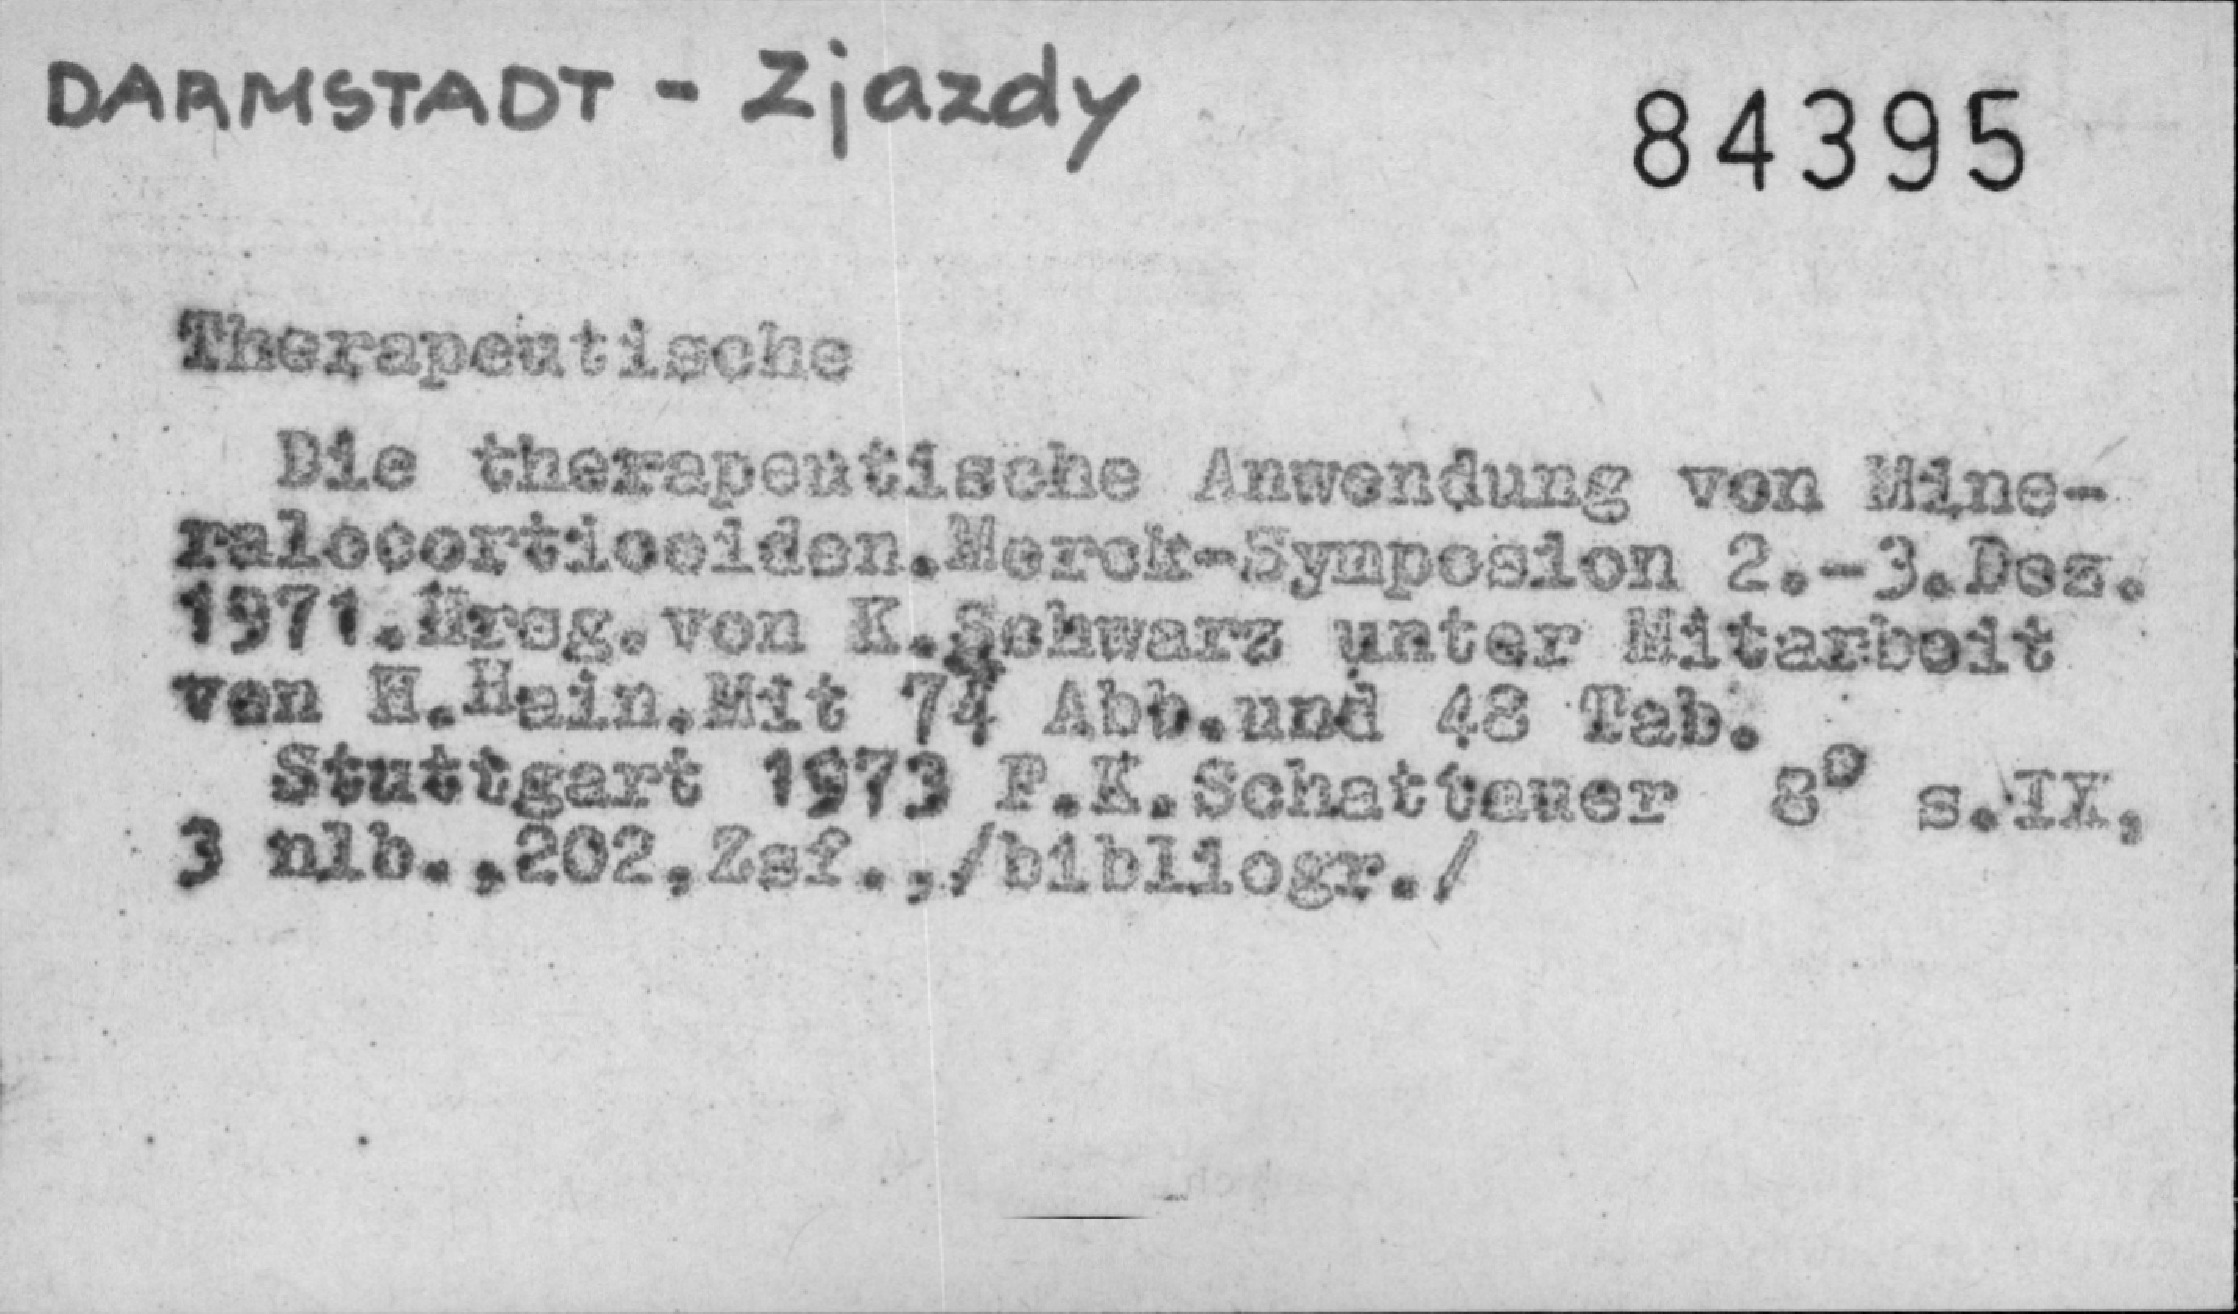 DARMSTADT - Zjazdy
84395
Therapeutische
Die therapeutische Anwendung von Mine-
ralocorticoiden.Merck-Symposion 2.-3.Dez.
1971.Hrsg.von K.Schwarz unter Mitarbeit
von H.Hain.Mit 74 Abb.und 48 Tab.
Stuttgart 1973 F.K.Schattauer 8° s.IX,
3 nlb.,202,Zsf.,/bibliogr./